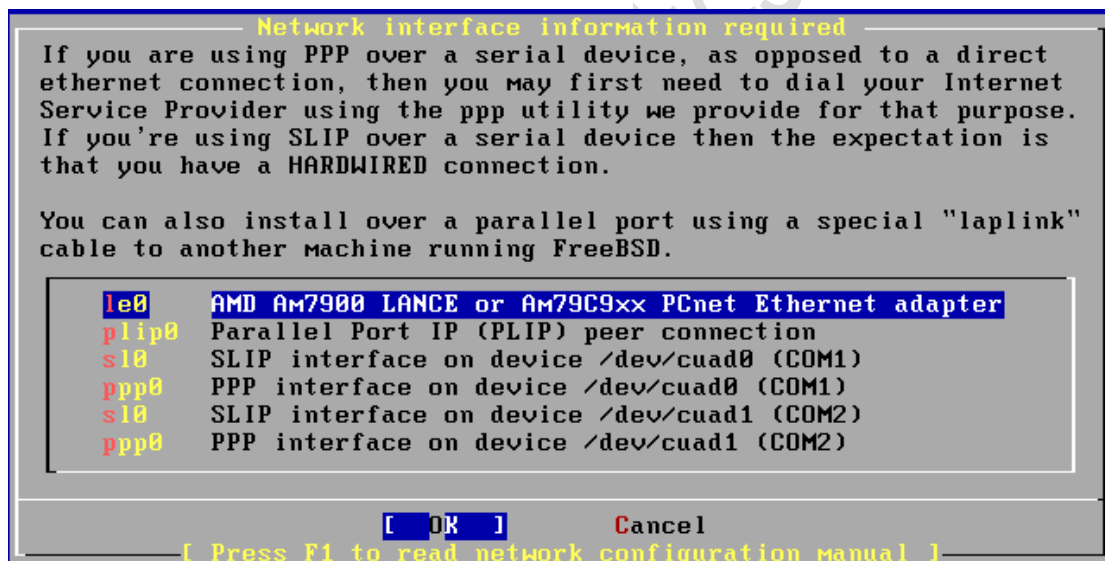 Network interface information required
If you are using PPP over a serial device, as opposed to a direct
ethernet connection, then you may first need to dial your Internet
Service Provider using the ppp utility we provide for that purpose.
If you're using SLIP over a serial device then the expectation is
that you have a HARDWIRED connection.
You can also install over a parallel port using a special "laplink"
cable to another machine running FreeBSD.
le0 AMD Am7900 LANCE or Am79C9xx PCnet Ethernet adapter
plip0 Parallel Port IP (PLIP) peer connection
sl0 SLIP interface on device /dev/cuad0 (COM1)
ppp0 PPP interface on device /dev/cuad0 (COM1)
sl0 SLIP interface on device /dev/cuad1 (COM2)
ppp0 PPP interface on device /dev/cuad1 (COM2)
[ OK ] Cancel
[ Press F1 to read network configuration manual ]